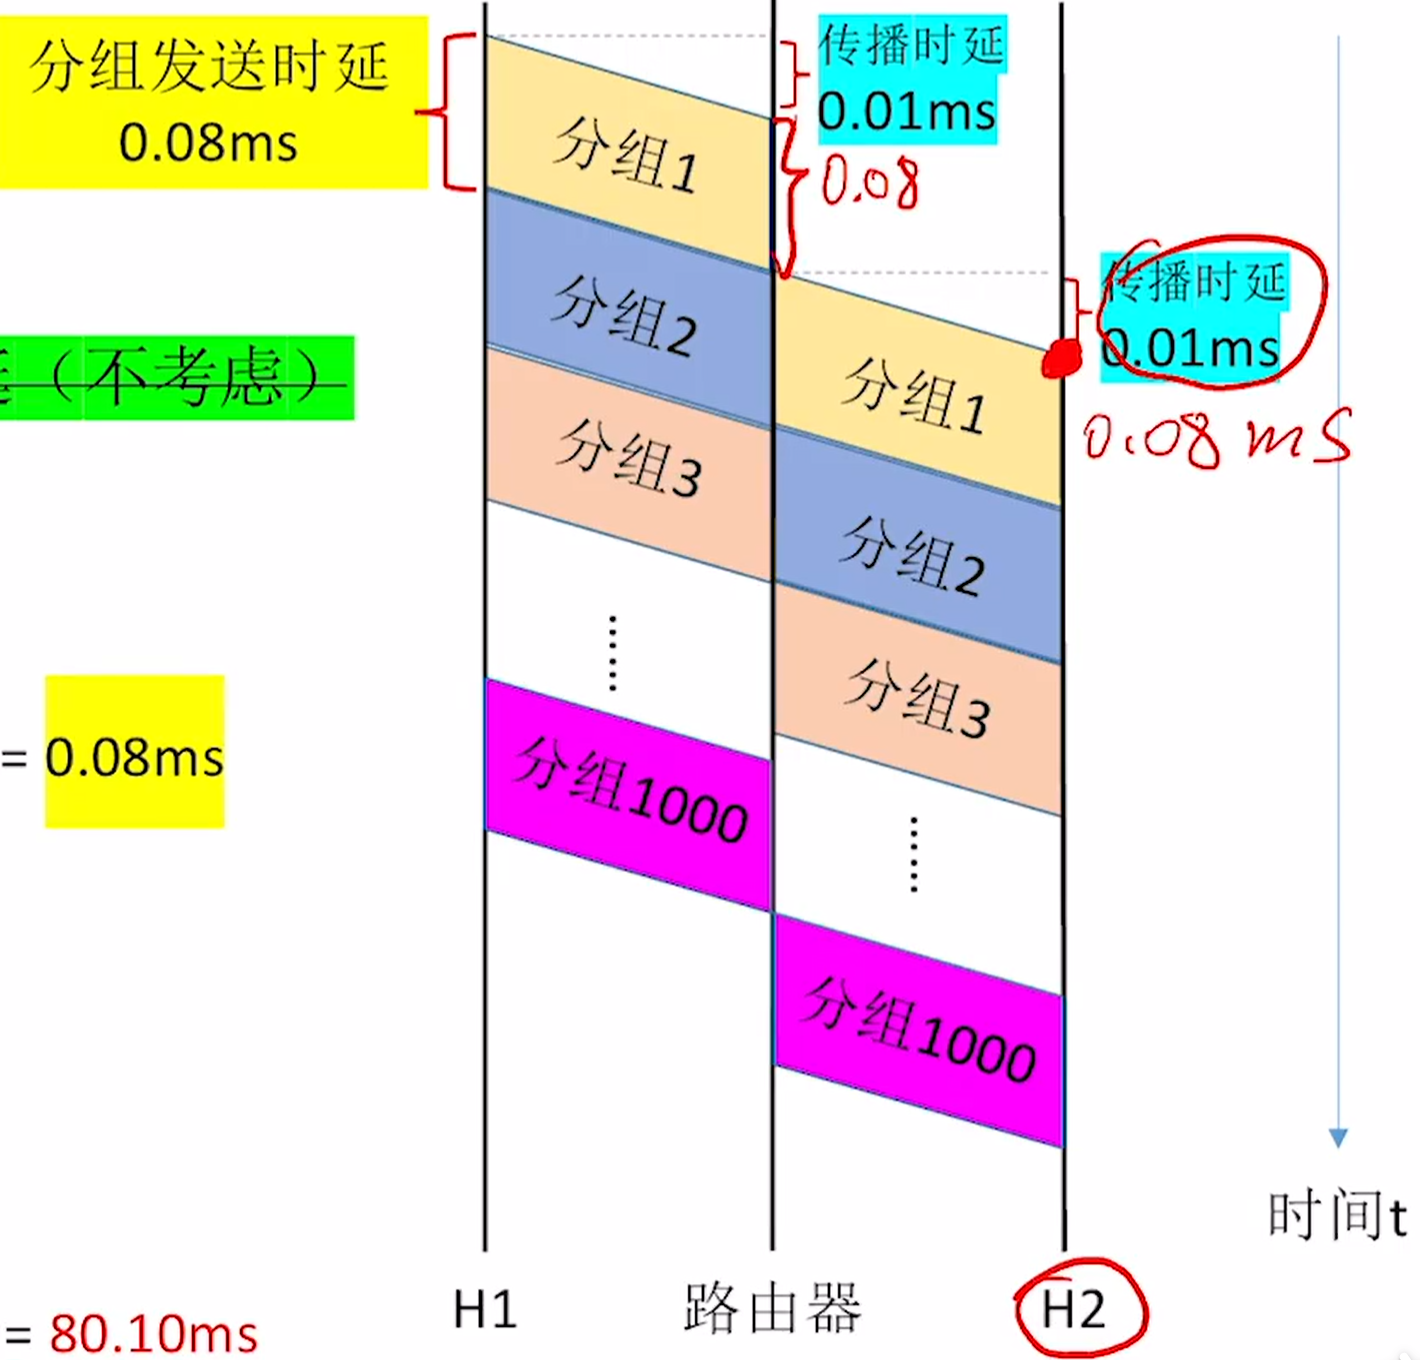 分组发送时延
0.08ms
传播时延
0.01ms
0.08
分组1
传播时延
0.01ms
0.08ms
分组2
（不考虑）
分组1
分组3
分组2
分组3
= 0.08ms
分组1000
分组1000
时间t
H1
路由器
H2
= 80.10ms